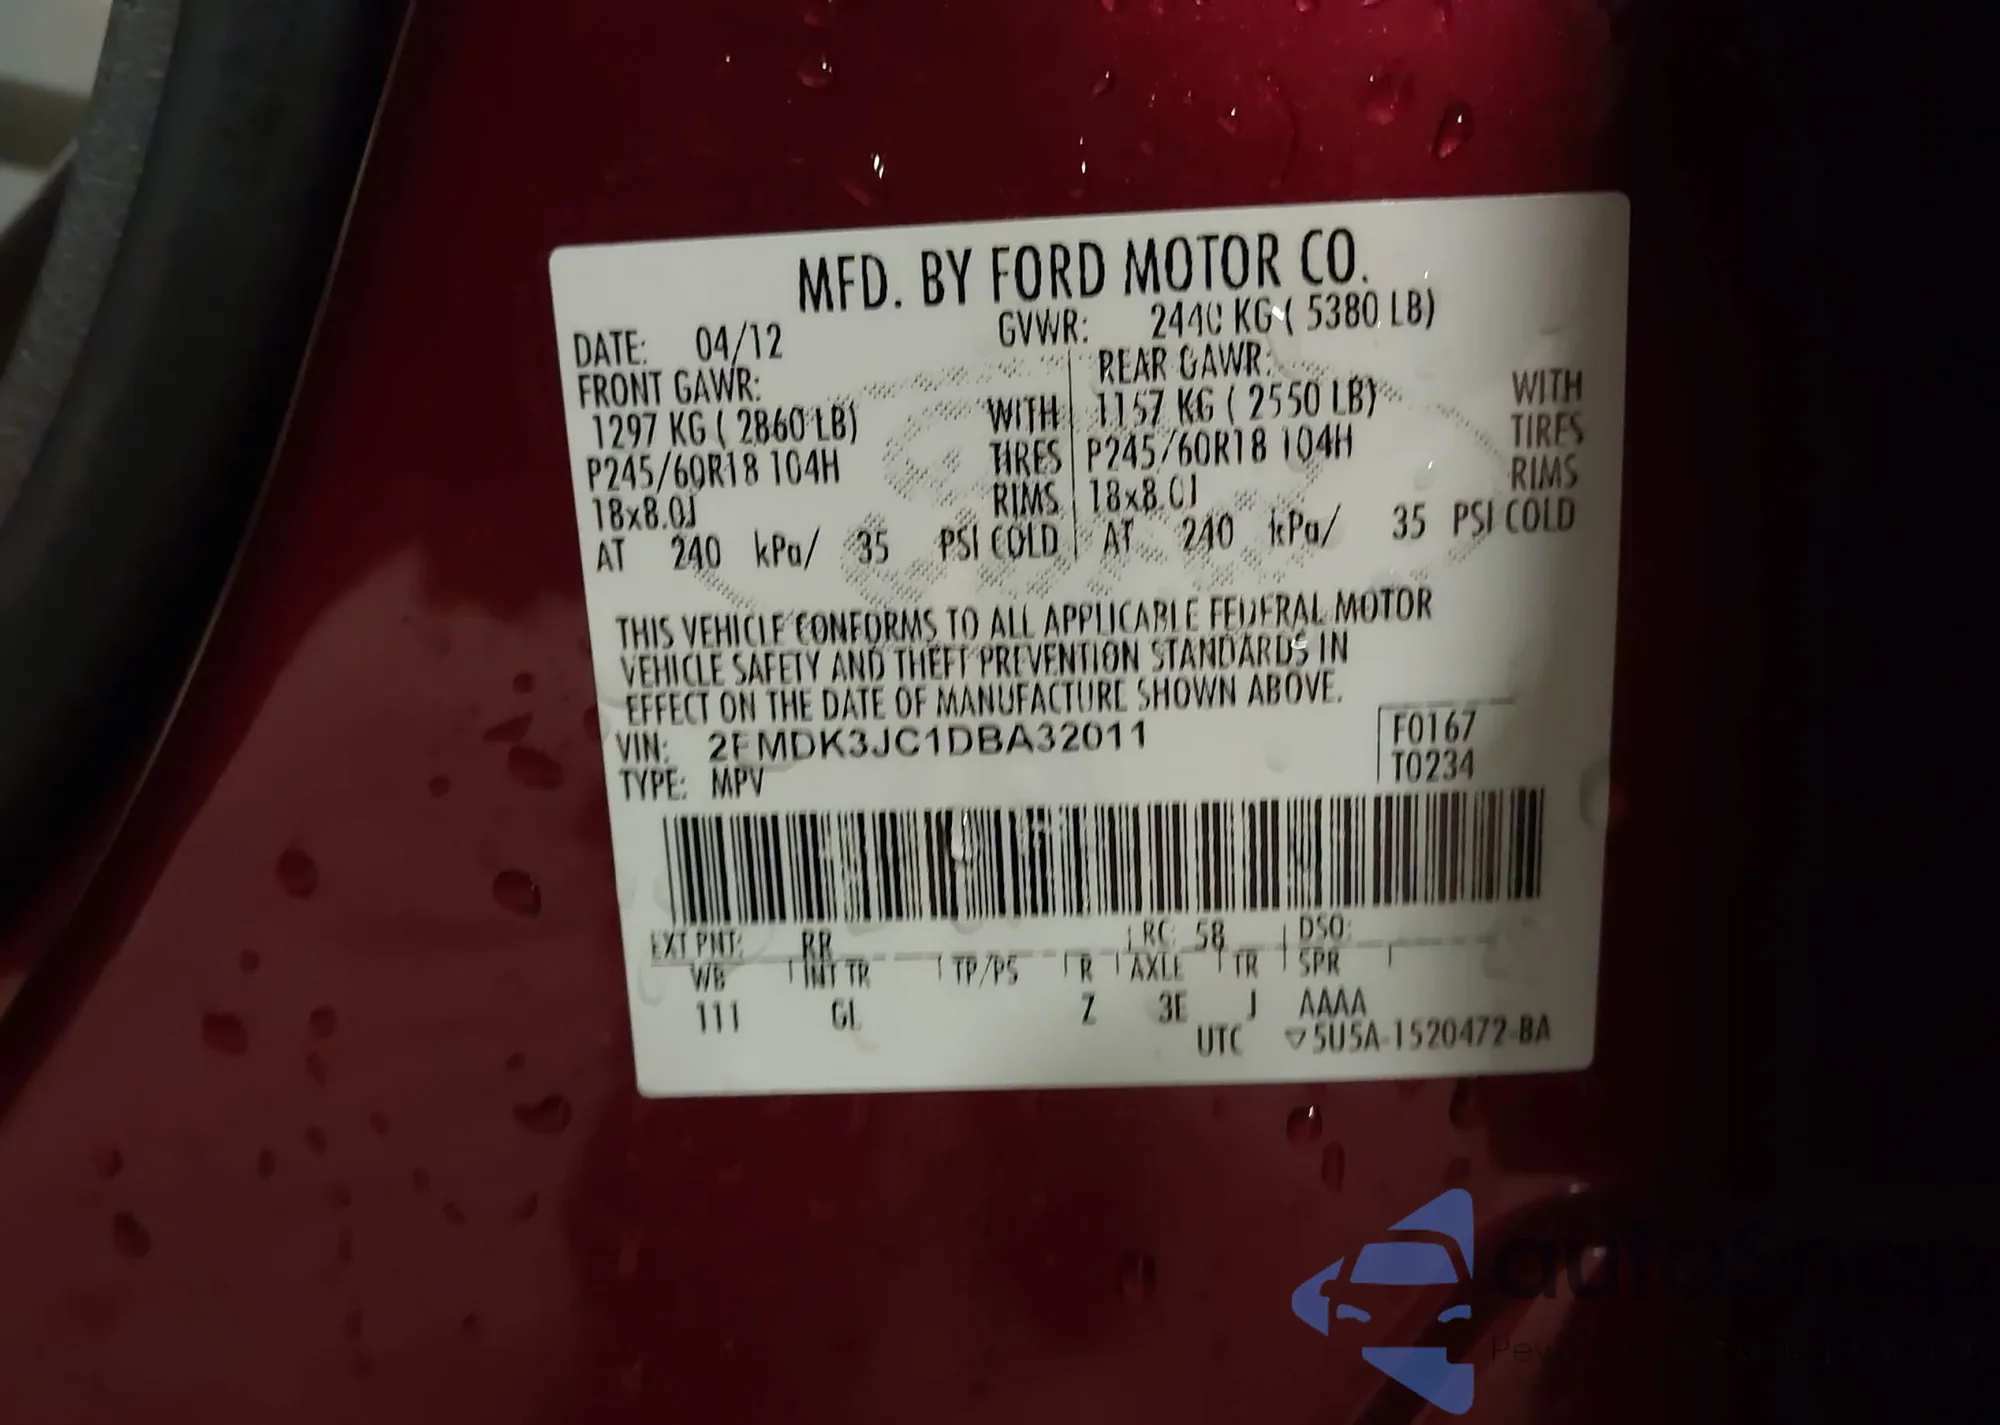 MFD. BY FORD MOTOR CO.
DATE: 04/12 GVWR: 2440 KG ( 5380 LB)
FRONT GAWR: REAR GAWR:
1297 KG ( 2860 LB) WITH 1157 KG ( 2550 LB) WITH
P245/60R18 104H TIRES P245/60R18 104H TIRES
18x8.0J RIMS 18x8.0J RIMS
AT 240 kPa/ 35 PSI COLD AT 240 kPa/ 35 PSI COLD
THIS VEHICLE CONFORMS TO ALL APPLICABLE FEDERAL MOTOR
VEHICLE SAFETY AND THEFT PREVENTION STANDARDS IN
EFFECT ON THE DATE OF MANUFACTURE SHOWN ABOVE.
VIN: 2FMDK3JC1DBA32011 F0167
TYPE: MPV T0234
EXT PNT: RR RC: 58 DSO:
WB INT TR TP/PS R AXLE TR SPR
111 GL Z 3E J AAAA
UTC ▽5U5A-1520472-BA